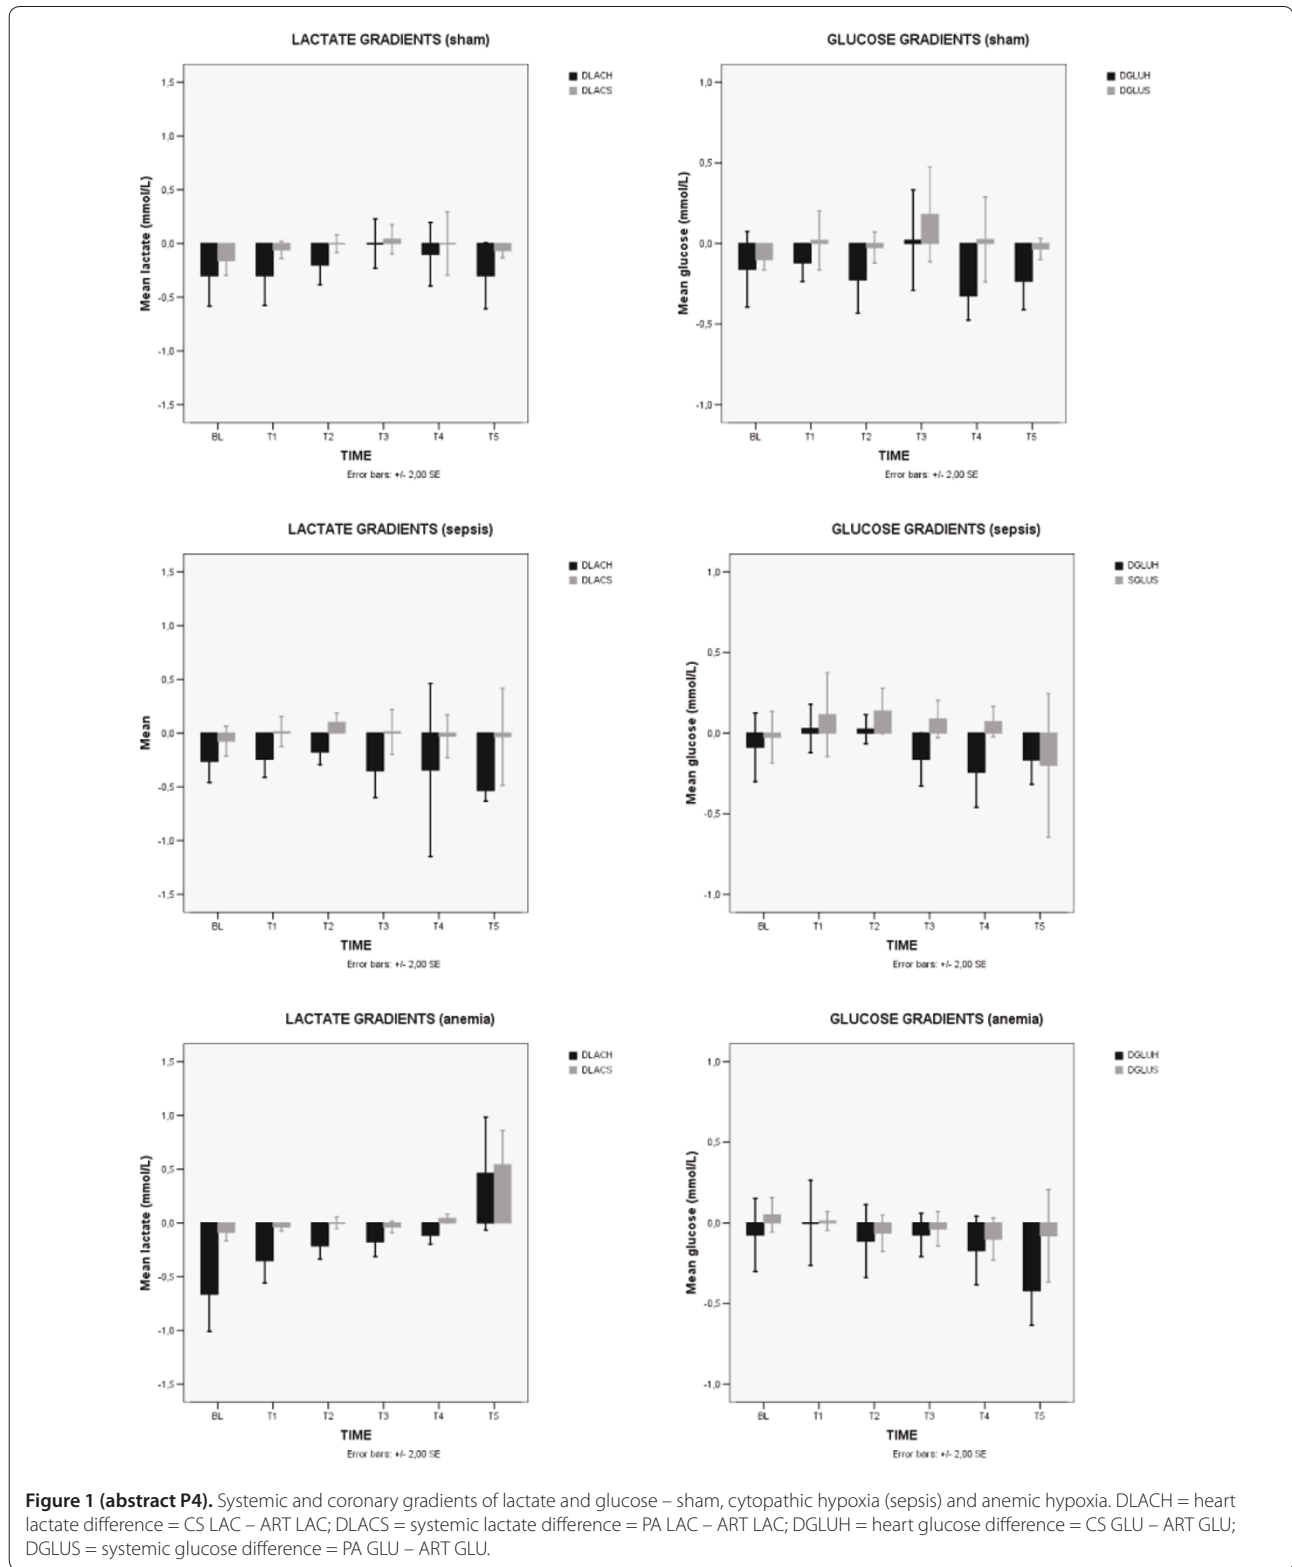 LACTATE GRADIENTS (sham)
DLACH
DLACS
Mean lactate (mmol/L)
1,5
1,0
0,5
0,0
-0,5
-1,0
-1,5
BL T1 T2 T3 T4 T5
TIME
Error bars: +/- 2,00 SE
GLUCOSE GRADIENTS (sham)
DGLUH
DGLUS
Mean glucose (mmol/L)
1,0
0,5
0,0
-0,5
-1,0
BL T1 T2 T3 T4 T5
TIME
Error bars: +/- 2,00 SE
LACTATE GRADIENTS (sepsis)
DLACH
DLACS
Mean
1,5
1,0
0,5
0,0
-0,5
-1,0
-1,5
BL T1 T2 T3 T4 T5
TIME
Error bars: +/- 2,00 SE
GLUCOSE GRADIENTS (sepsis)
DGLUH
SGLUS
Mean glucose (mmol/L)
1,0
0,5
0,0
-0,5
-1,0
BL T1 T2 T3 T4 T5
TIME
Error bars: +/- 2,00 SE
LACTATE GRADIENTS (anemia)
DLACH
DLACS
Mean lactate (mmol/L)
1,5
1,0
0,5
0,0
-0,5
-1,0
-1,5
BL T1 T2 T3 T4 T5
TIME
Error bars: +/- 2,00 SE
GLUCOSE GRADIENTS (anemia)
DGLUH
DGLUS
Mean glucose (mmol/L)
1,0
0,5
0,0
-0,5
-1,0
BL T1 T2 T3 T4 T5
TIME
Error bars: +/- 2,00 SE
Figure 1 (abstract P4). Systemic and coronary gradients of lactate and glucose – sham, cytopathic hypoxia (sepsis) and anemic hypoxia. DLACH = heart
lactate difference = CS LAC – ART LAC; DLACS = systemic lactate difference = PA LAC – ART LAC; DGLUH = heart glucose difference = CS GLU – ART GLU;
DGLUS = systemic glucose difference = PA GLU – ART GLU.